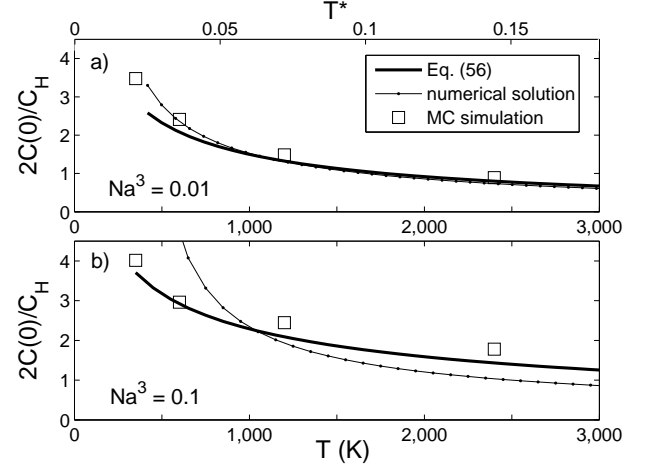 T*
0 0.05 0.1 0.15
a)
2C(0)/C_H
4
3
2
1
0
Eq. (56)
numerical solution
MC simulation
Na^3 = 0.01
0 1,000 2,000 3,000
b)
2C(0)/C_H
4
3
2
1
0
Na^3 = 0.1
0 1,000 2,000 3,000
T (K)